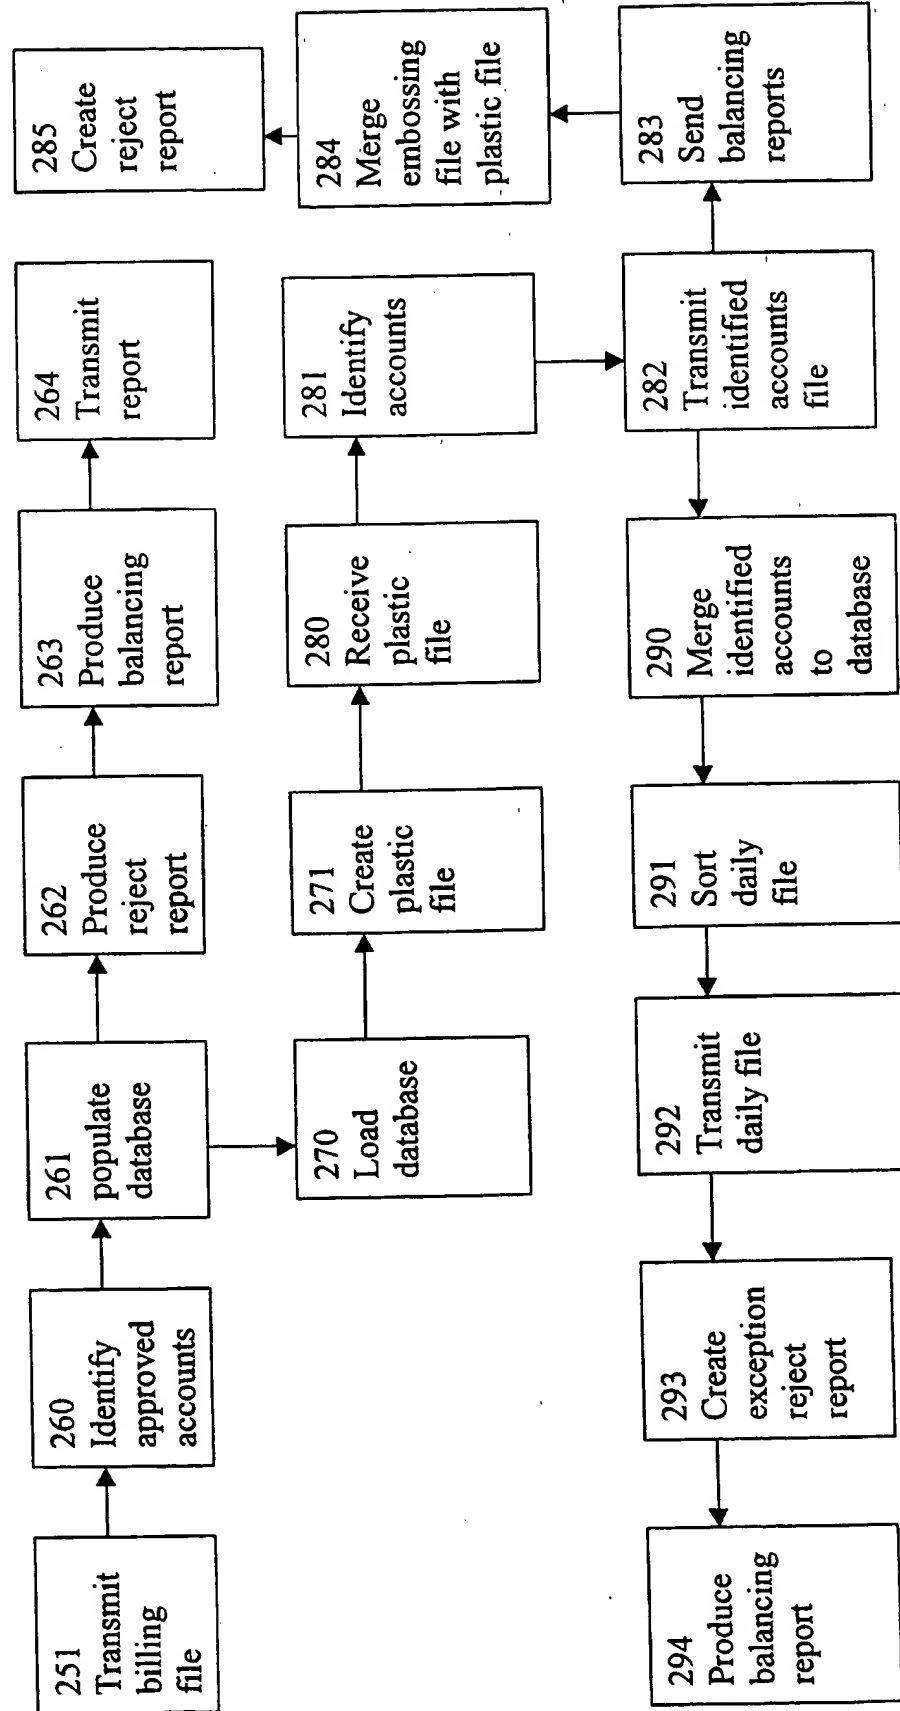 251
Transmit
billing
file
260
Identify
approved
accounts
261
populate
database
262
Produce
reject
report
263
Produce
balancing
report
264
Transmit
report
270
Load
database
271
Create
plastic
file
280
Receive
plastic
file
281
Identify
accounts
282
Transmit
identified
accounts
file
283
Send
balancing
reports
284
Merge
embossing
file with
plastic file
285
Create
reject
report
290
Merge
identified
accounts
to
database
291
Sort
daily
file
292
Transmit
daily file
293
Create
exception
reject
report
294
Produce
balancing
report